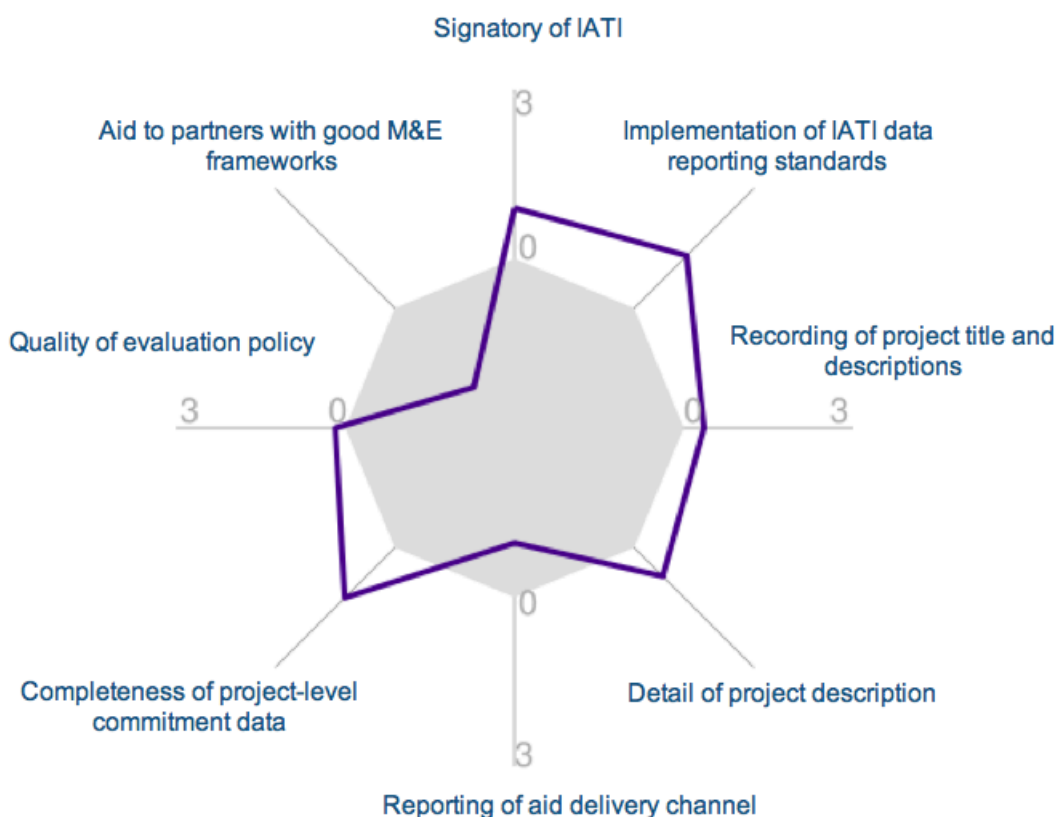 Signatory of IATI
3
Aid to partners with good M&E
frameworks
Implementation of IATI data
reporting standards
0
Quality of evaluation policy
Recording of project title and
descriptions
3
0
0
3
0
Completeness of project-level
commitment data
Detail of project description
3
Reporting of aid delivery channel